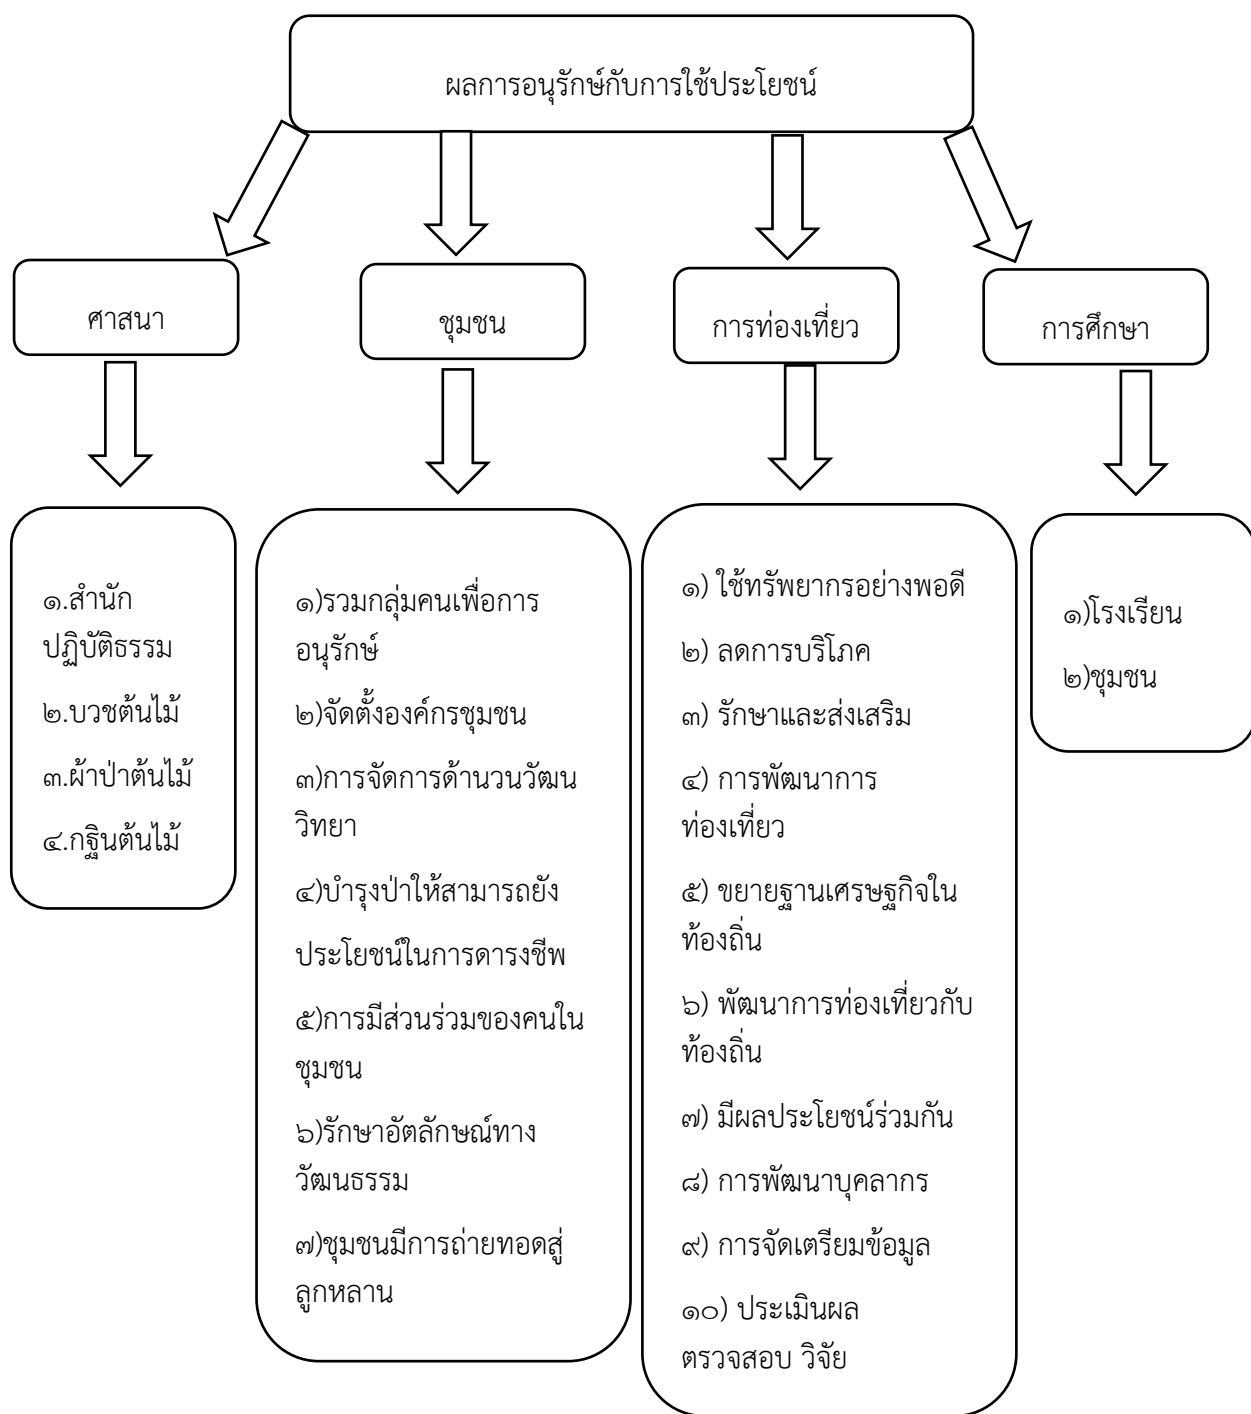 ผลการอนุรักษ์กับการใช้ประโยชน์
ศาสนา
ชุมชน
การท่องเที่ยว
การศึกษา
๑.สำนัก
ปฏิบัติธรรม
๒.บวชต้นไม้
๓.ผ้าป่าต้นไม้
๔.กฐินต้นไม้
๑)รวมกลุ่มคนเพื่อการ
อนุรักษ์
๒)จัดตั้งองค์กรชุมชน
๓)การจัดการด้านวนวัฒน
วิทยา
๔)บำรุงป่าให้สามารถยัง
ประโยชน์ในการดารงชีพ
๕)การมีส่วนร่วมของคนใน
ชุมชน
๖)รักษาอัตลักษณ์ทาง
วัฒนธรรม
๗)ชุมชนมีการถ่ายทอดสู่
ลูกหลาน
๑) ใช้ทรัพยากรอย่างพอดี
๒) ลดการบริโภค
๓) รักษาและส่งเสริม
๔) การพัฒนาการ
ท่องเที่ยว
๕) ขยายฐานเศรษฐกิจใน
ท้องถิ่น
๖) พัฒนาการท่องเที่ยวกับ
ท้องถิ่น
๗) มีผลประโยชน์ร่วมกัน
๘) การพัฒนาบุคลากร
๙) การจัดเตรียมข้อมูล
๑๐) ประเมินผล
ตรวจสอบ วิจัย
๑)โรงเรียน
๒)ชุมชน